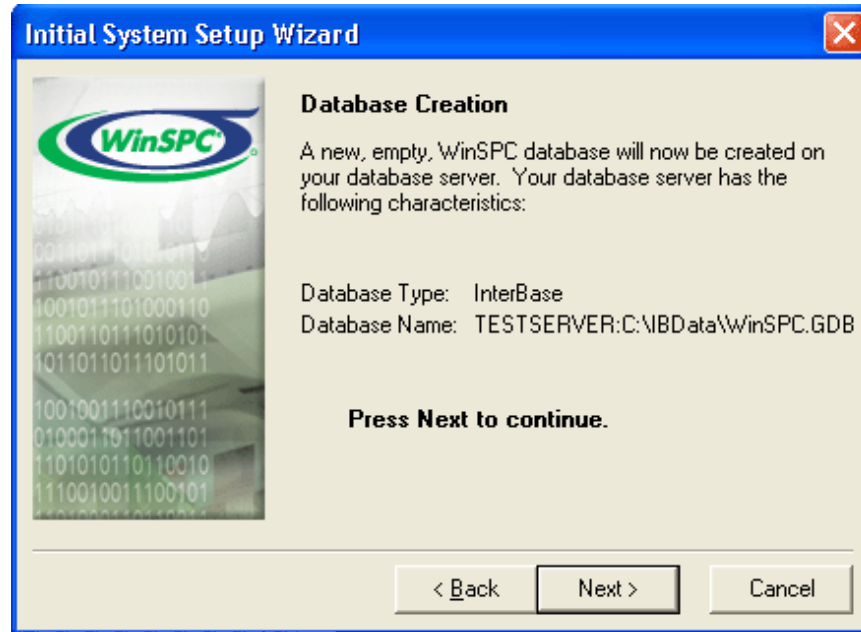 Initial System Setup Wizard
WinSPC
Database Creation
A new, empty, WinSPC database will now be created on
your database server. Your database server has the
following characteristics:
Database Type: InterBase
Database Name: TESTSERVER:C:\IBData\WinSPC.GDB
Press Next to continue.
< Back
Next >
Cancel